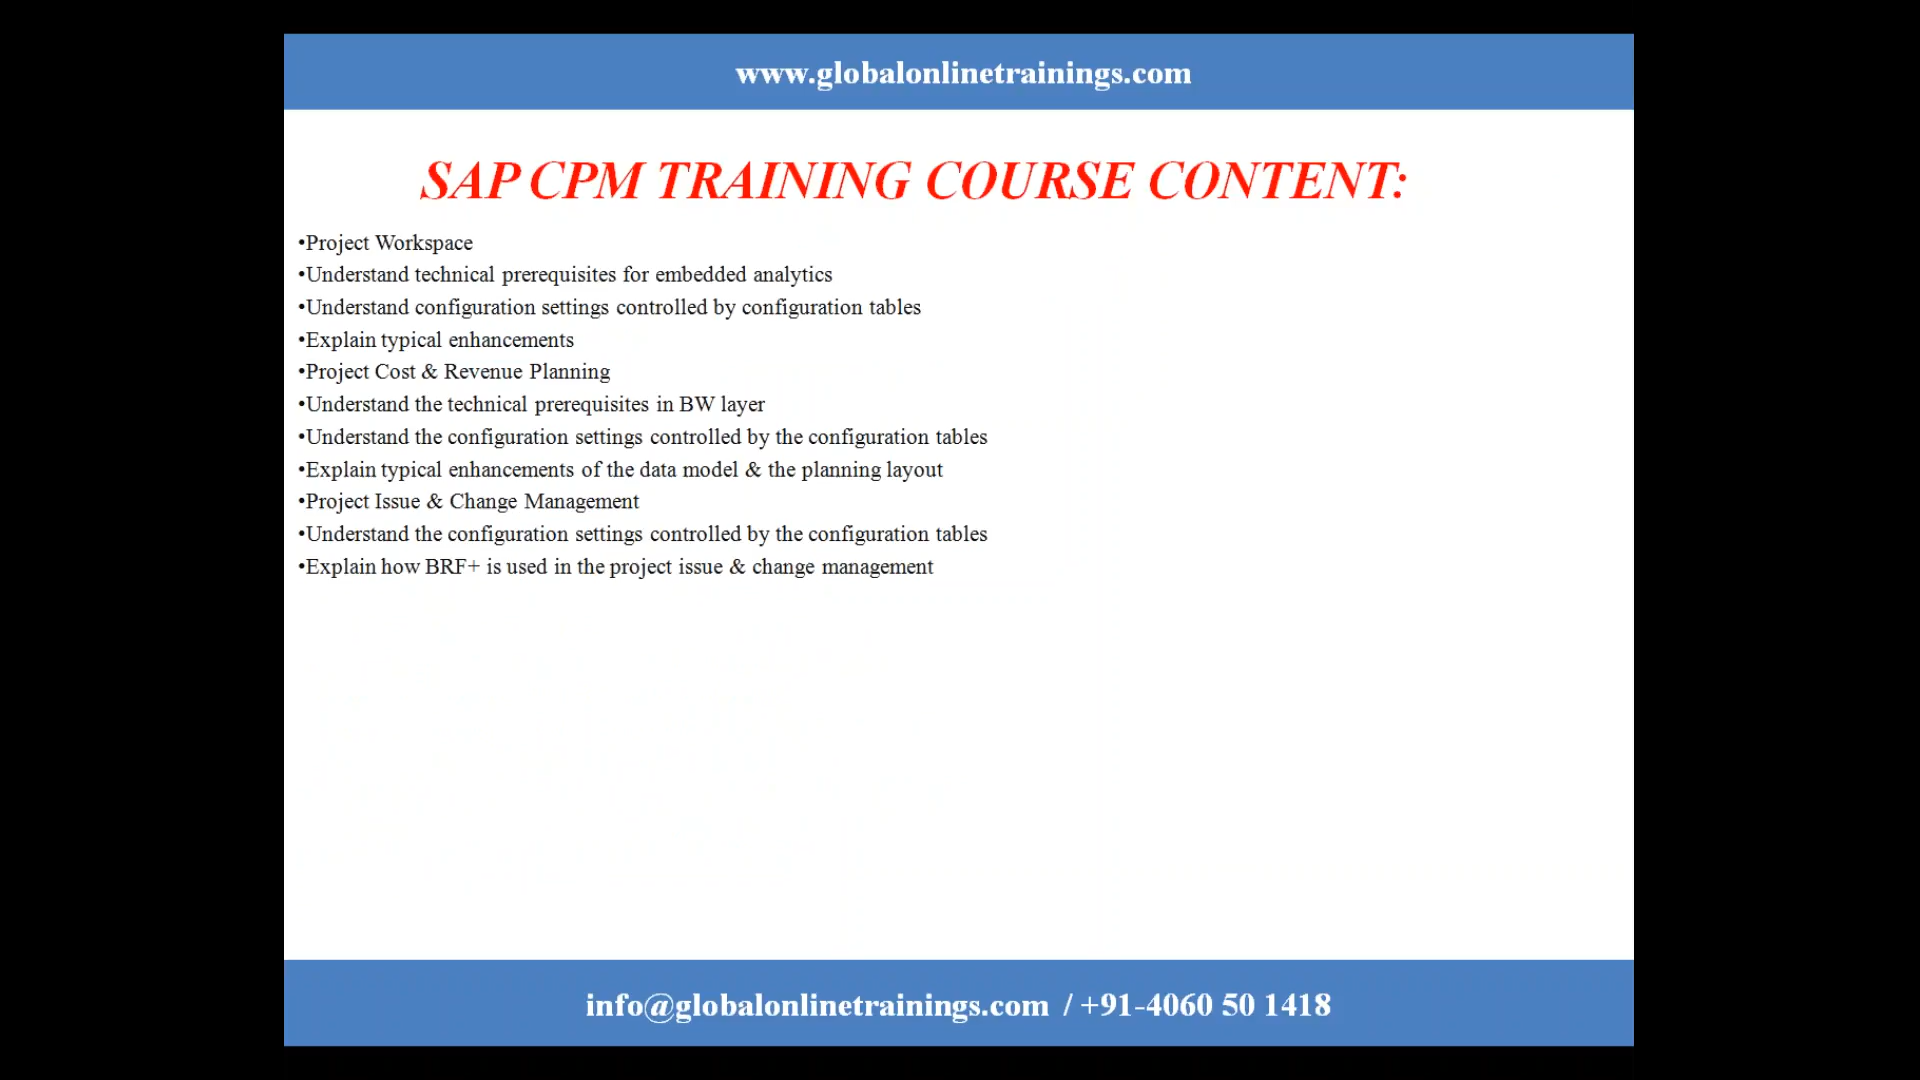 www.globalonlinetrainings.com
SAP CPM TRAINING COURSE CONTENT:
•Project Workspace
•Understand technical prerequisites for embedded analytics
•Understand configuration settings controlled by configuration tables
•Explain typical enhancements
•Project Cost & Revenue Planning
•Understand the technical prerequisites in BW layer
•Understand the configuration settings controlled by the configuration tables
•Explain typical enhancements of the data model & the planning layout
•Project Issue & Change Management
•Understand the configuration settings controlled by the configuration tables
•Explain how BRF+ is used in the project issue & change management
info@globalonlinetrainings.com / +91-4060 50 1418